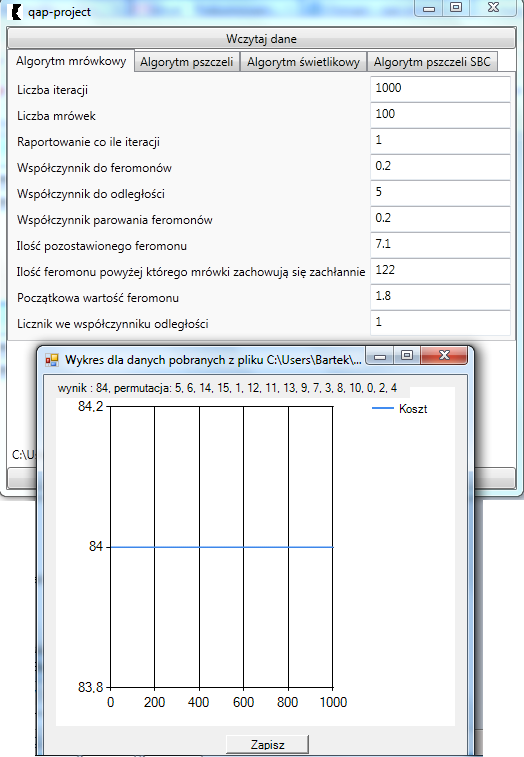 qap-project
Wczytaj dane
Algorytm mrówkowy Algorytm pszczeli Algorytm świetlikowy Algorytm pszczeli SBC
Liczba iteracji 1000
Liczba mrówek 100
Raportowanie co ile iteracji 1
Współczynnik do feromonów 0.2
Współczynnik do odległości 5
Współczynnik parowania feromonów 0.2
Ilość pozostawionego feromonu 7.1
Ilość feromonu powyżej którego mrówki zachowują się zachłannie 122
Początkowa wartość feromonu 1.8
Licznik we współczynniku odległości 1
Wykres dla danych pobranych z pliku C:\Users\Bartek\...
wynik : 84, permutacja: 5, 6, 14, 15, 1, 12, 11, 13, 9, 7, 3, 8, 10, 0, 2, 4
84,2
Koszt
C:\U
84
83,8
0 200 400 600 800 1000
Zapisz